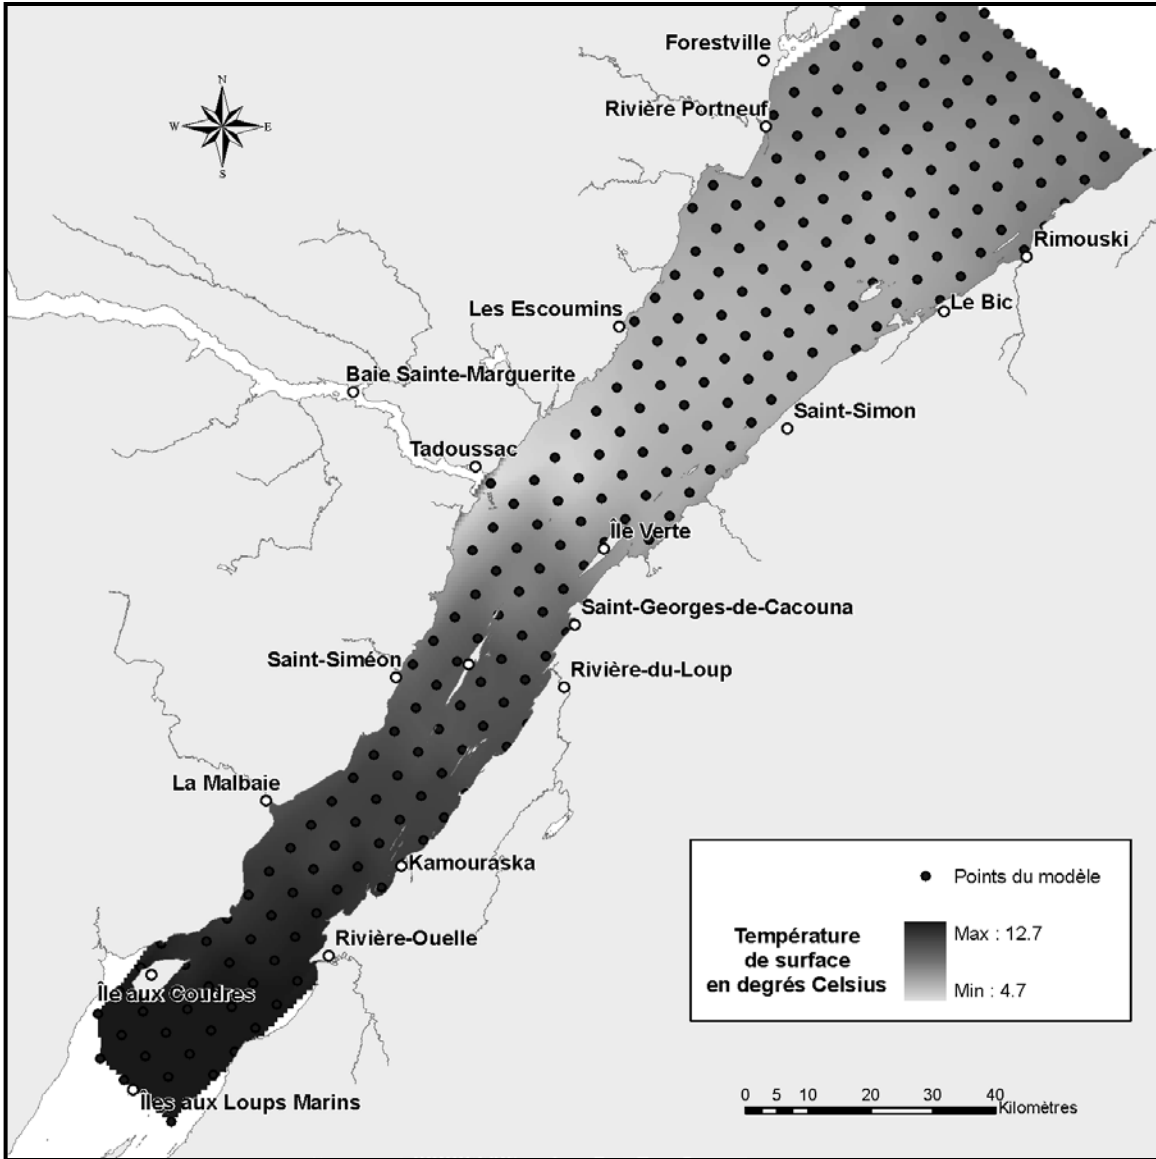 Forestville
N
Rivière Portneuf
W
E
S
Rimouski
Les Escoumins
Le Bic
Baie Sainte-Marguerite
Saint-Simon
Tadoussac
Île Verte
Saint-Georges-de-Cacouna
Saint-Siméon
Rivière-du-Loup
La Malbaie
Kamouraska
Rivière-Ouelle
Île aux Coudres
Îles aux Loups Marins
Points du modèle
Température
de surface
en degrés Celsius
Max : 12.7
Min : 4.7
0 5 10 20 30 40
Kilomètres